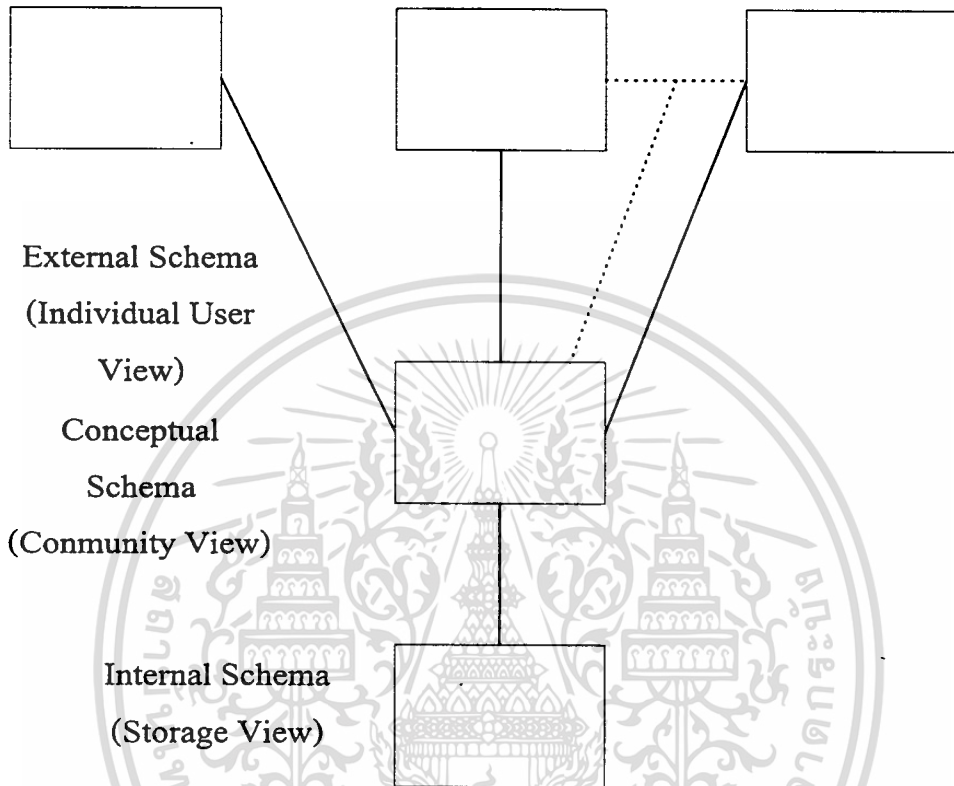 External Schema
(Individual User
View)
Conceptual
Schema
(Conmunity View)
Internal Schema
(Storage View)